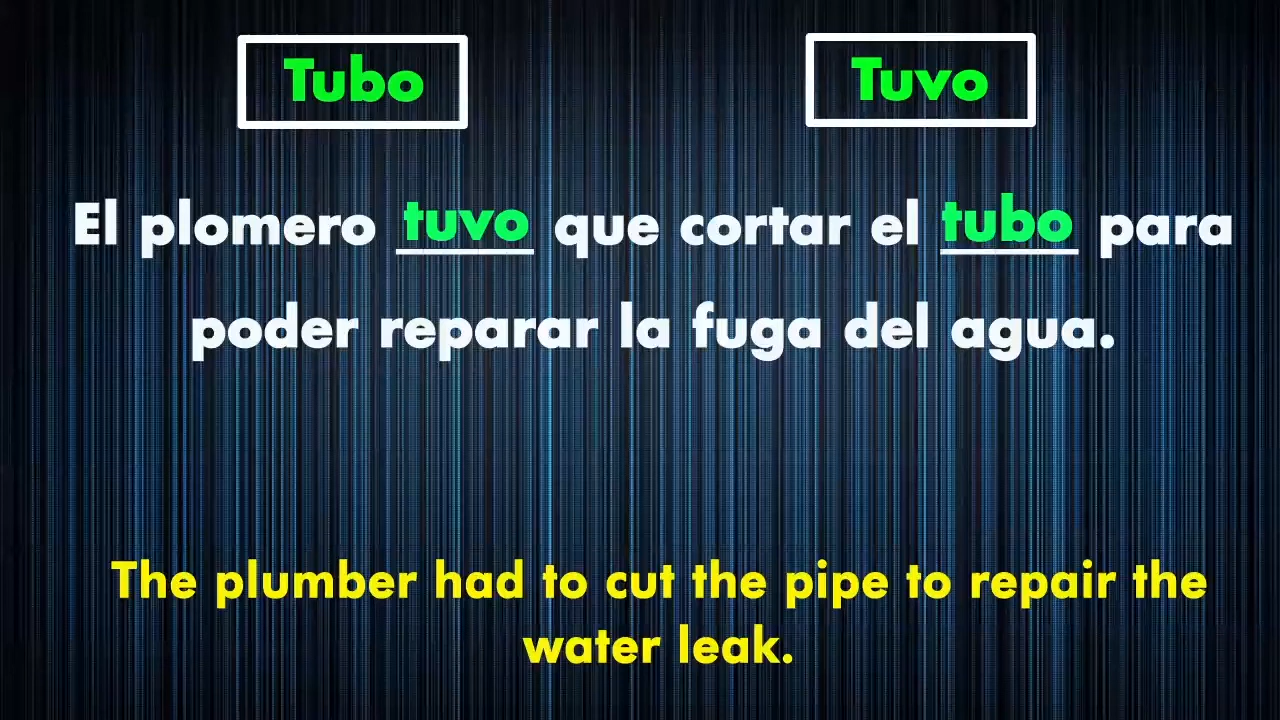 Tubo Tuvo
El plomero tuvo que cortar el tubo para
poder reparar la fuga del agua.
The plumber had to cut the pipe to repair the
water leak.